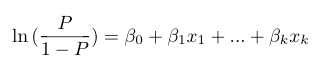 ln (P / 1 − P) = β₀ + β₁x₁ + ... + βₖxₖ